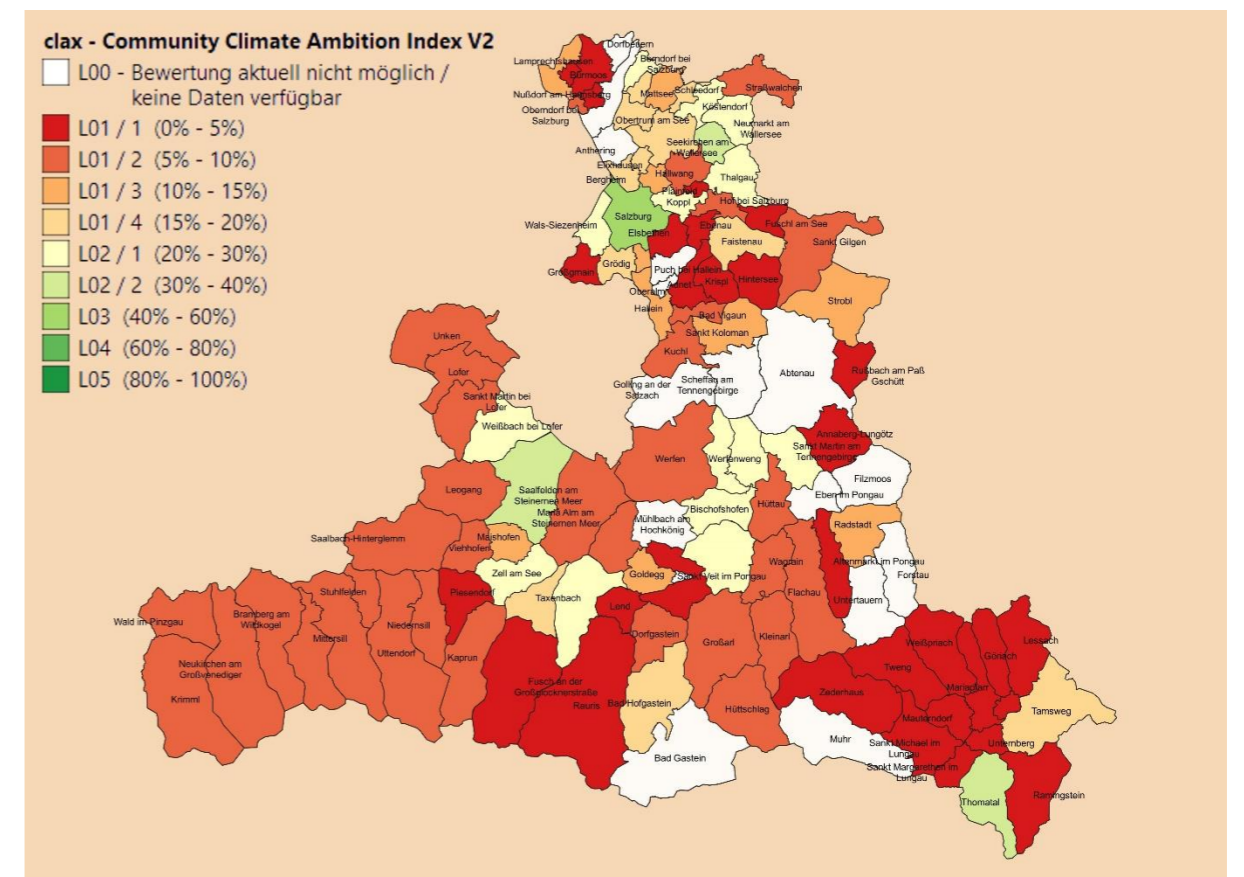 clax - Community Climate Ambition Index V2
L00 - Bewertung aktuell nicht möglich /
keine Daten verfügbar
L01 / 1 (0% - 5%)
L01 / 2 (5% - 10%)
L01 / 3 (10% - 15%)
L01 / 4 (15% - 20%)
L02 / 1 (20% - 30%)
L02 / 2 (30% - 40%)
L03 (40% - 60%)
L04 (60% - 80%)
L05 (80% - 100%)
Dorfbeuern
Lamprechtshausen
Bürmoos
Berndorf bei
Salzburg
Nußdorf am Haunsberg
Mattsee
Schleedorf
Straßwalchen
Oberndorf bei
Salzburg
Köstendorf
Obertrum am See
Neumarkt am
Wallersee
Anthering
Seekirchen am
Wallersee
Elixhausen
Bergheim
Hallwang
Thalgau
Plainfeld
Koppl
Hof bei Salzburg
Wals-Siezenheim
Salzburg
Elsbethen
Ebenau
Fuschl am See
Faistenau
Sankt Gilgen
Großgmain
Grödig
Puch bei Hallein
Oberalm
Adnet
Krispl
Hintersee
Hallein
Strobl
Bad Vigaun
Sankt Koloman
Kuchl
Unken
Lofer
Golling an der
Salzach
Scheffau am
Tennengebirge
Abtenau
Rußbach am Paß
Gschütt
Sankt Martin bei
Lofer
Weißbach bei Lofer
Annaberg-Lungötz
Sankt Martin am
Tennengebirge
Werfen
Werfenweng
Filzmoos
Leogang
Saalfelden am
Steinernen Meer
Maria Alm am
Steinernen Meer
Eben im Pongau
Hüttau
Bischofshofen
Mühlbach am
Hochkönig
Radstadt
Saalbach-Hinterglemm
Viehhofen
Maishofen
Altenmarkt im Pongau
Forstau
Zell am See
Goldegg
Sankt Veit im Pongau
Wagrain
Flachau
Untertauern
Stuhlfelden
Piesendorf
Taxenbach
Lend
Wald im Pinzgau
Bramberg am
Wildkogel
Mittersill
Niedernsill
Uttendorf
Kaprun
Dorfgastein
Großarl
Kleinarl
Weißpriach
Lessach
Göriach
Neukirchen am
Großvenediger
Krimml
Fusch an der
Großglocknerstraße
Rauris
Bad Hofgastein
Hüttschlag
Tweng
Zederhaus
Mariapfarr
Tamsweg
Mauterndorf
Muhr
Sankt Michael im
Lungau
Unternberg
Bad Gastein
Sankt Margarethen im
Lungau
Thomatal
Ramingstein